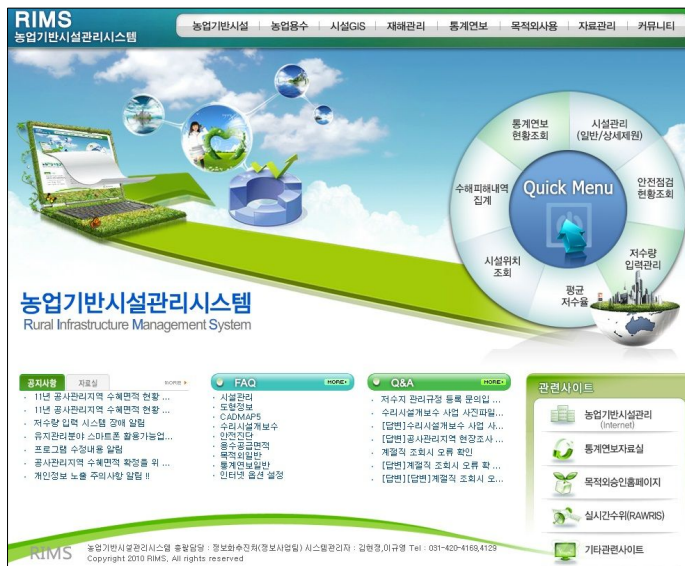 RIMS
농업기반시설관리시스템
농업기반시설 농업용수 시설GIS 재해관리 통계연보 목적외사용 자료관리 커뮤니티
통계연보
현황조회
시설관리
(일반/상세제원)
수해피해내역
집계
Quick Menu
안전점검
현황조회
시설위치
조회
평균
저수율
저수량
입력관리
농업기반시설관리시스템
Rural Infrastructure Management System
공지사항 자료실 MORE
· 11년 공사관리지역 수혜면적 현황 ...
· 11년 공사관리지역 수혜면적 현황 ...
· 저수량 입력 시스템 장애 알림
· 유지관리분야 스마트폰 활용가능업...
· 프로그램 수정내용 알림
· 공사관리지역 수혜면적 확정을 위 ...
· 개인정보 노출 주의사항 알림 !!
FAQ MORE
· 시설관리
· 도형정보
· CADMAP5
· 수리시설개보수
· 안전진단
· 용수공급면적
· 목적외일반
· 통계연보일반
· 인터넷 옵션 설정
Q&A MORE
· 저수지 관리규정 등록 문의입 ...
· 수리시설개보수 사업 사진파일...
· [답변]수리시설개보수 사업 사...
· [답변]공사관리지역 현장조사 ...
· 계절직 조회시 오류 확인
· [답변]계절직 조회시 오류 확 ...
· [답변][답변]계절직 조회시 오...
관련사이트
농업기반시설관리
(Internet)
통계연보자료실
목적외승인홈페이지
실시간수위(RAWRIS)
기타관련사이트
RIMS
농업기반시설관리시스템 총괄담당 : 정보화추진처(정보사업팀) 시스템관리자 : 김현정,이규영 Tel : 031-420-4169,4129
Copyright 2010 RIMS, All rights reserved